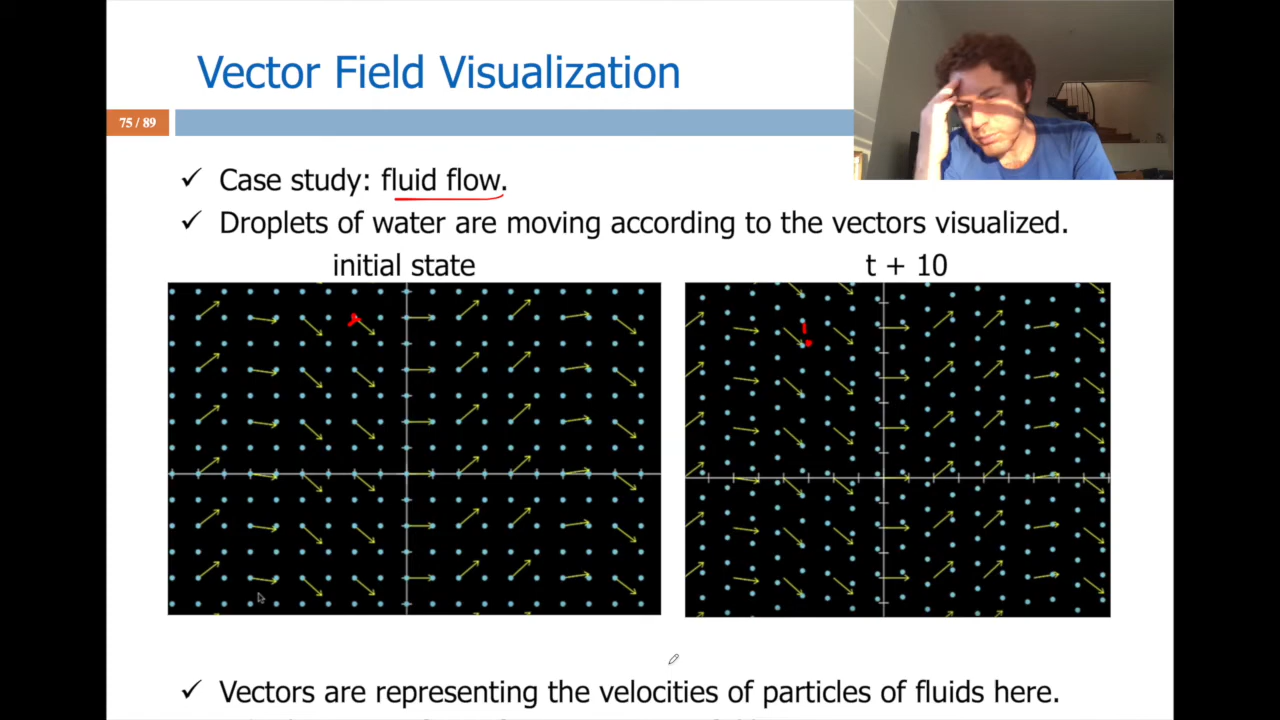 Vector Field Visualization
75 / 89
✓ Case study: fluid flow.
✓ Droplets of water are moving according to the vectors visualized.
initial state
t + 10
✓ Vectors are representing the velocities of particles of fluids here.